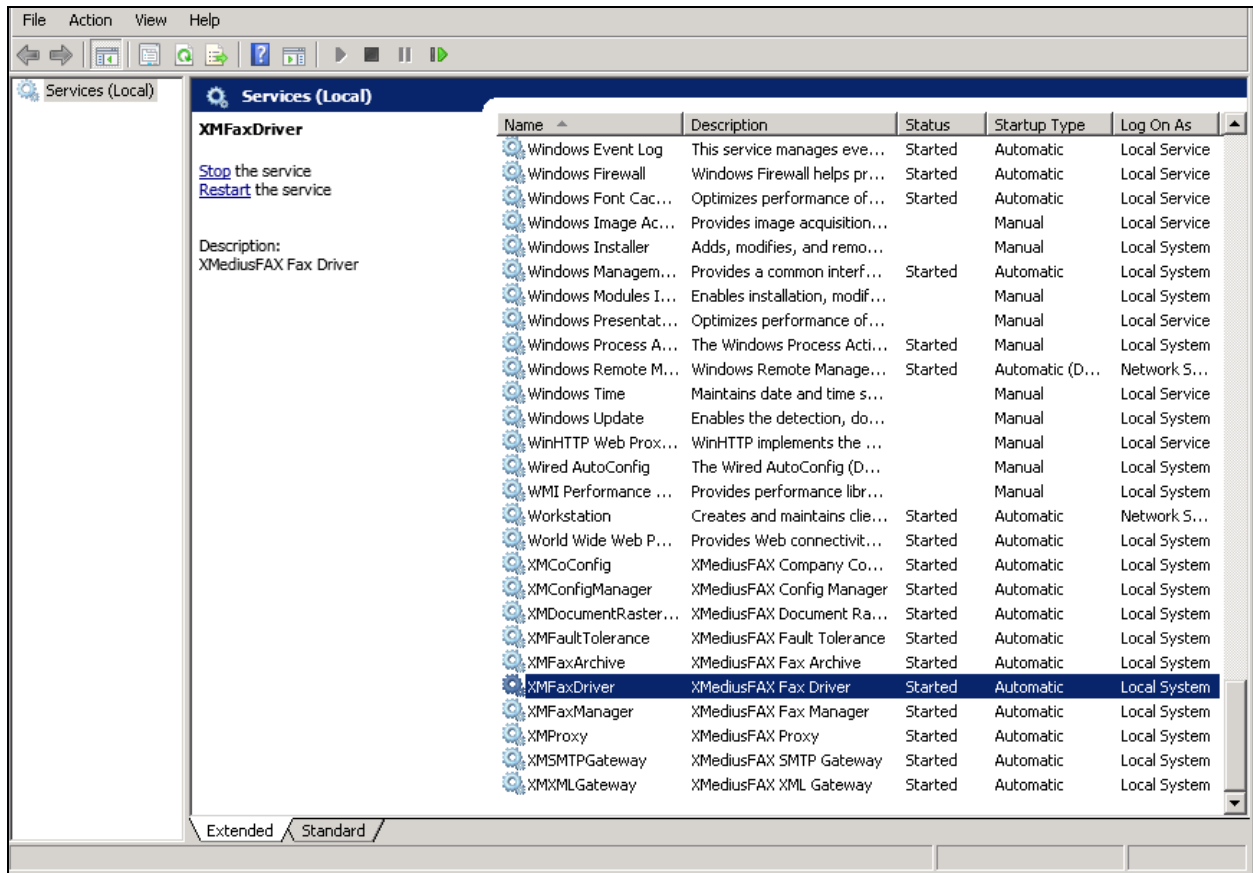 File Action View Help
Services (Local)
Services (Local)
XMFaxDriver
Stop the service
Restart the service
Description:
XMediusFAX Fax Driver
Name Description Status Startup Type Log On As
Windows Event Log This service manages eve... Started Automatic Local Service
Windows Firewall Windows Firewall helps pr... Started Automatic Local Service
Windows Font Cac... Optimizes performance of... Started Automatic Local Service
Windows Image Ac... Provides image acquisition... Manual Local Service
Windows Installer Adds, modifies, and remo... Manual Local System
Windows Managem... Provides a common interf... Started Automatic Local System
Windows Modules I... Enables installation, modif... Manual Local System
Windows Presentat... Optimizes performance of... Manual Local Service
Windows Process A... The Windows Process Acti... Started Manual Local System
Windows Remote M... Windows Remote Manage... Started Automatic (D... Network S...
Windows Time Maintains date and time s... Manual Local Service
Windows Update Enables the detection, do... Manual Local System
WinHTTP Web Prox... WinHTTP implements the ... Manual Local Service
Wired AutoConfig The Wired AutoConfig (D... Manual Local System
WMI Performance ... Provides performance libr... Manual Local System
Workstation Creates and maintains clie... Started Automatic Network S...
World Wide Web P... Provides Web connectivit... Started Automatic Local System
XMCoConfig XMediusFAX Company Co... Started Automatic Local System
XMConfigManager XMediusFAX Config Manager Started Automatic Local System
XMDocumentRaster... XMediusFAX Document Ra... Started Automatic Local System
XMFaultTolerance XMediusFAX Fault Tolerance Started Automatic Local System
XMFaxArchive XMediusFAX Fax Archive Started Automatic Local System
XMFaxDriver XMediusFAX Fax Driver Started Automatic Local System
XMFaxManager XMediusFAX Fax Manager Started Automatic Local System
XMProxy XMediusFAX Proxy Started Automatic Local System
XMSMTPGateway XMediusFAX SMTP Gateway Started Automatic Local System
XMXMLGateway XMediusFAX XML Gateway Started Automatic Local System
Extended Standard